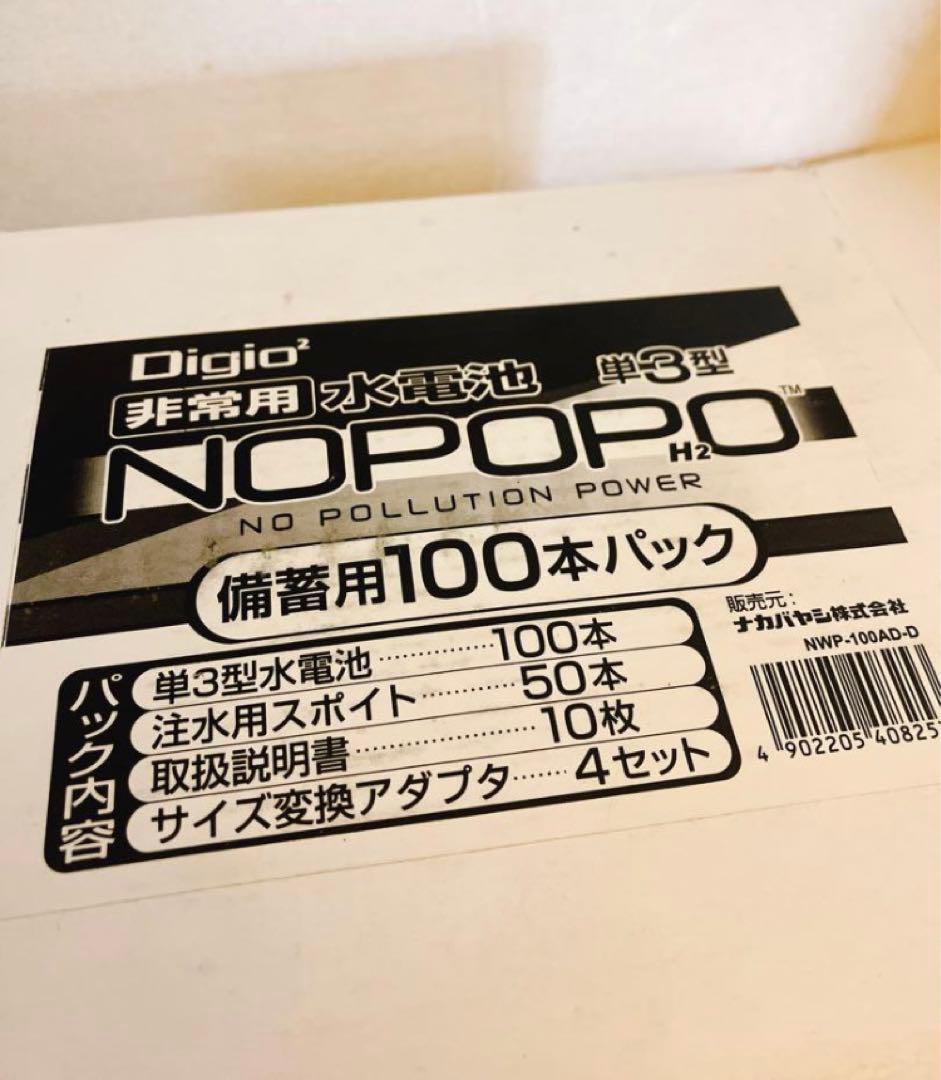 Digio²
非常用 水電池 単3型
NOPOPO™
H₂
NO POLLUTION POWER
備蓄用100本パック
パック内容
単3型水電池……………100本
注水用スポイト…………50本
取扱説明書………………10枚
サイズ変換アダプタ……4セット
販売元：
ナカバヤシ株式会社
NWP-100AD-D
4 902205 40825